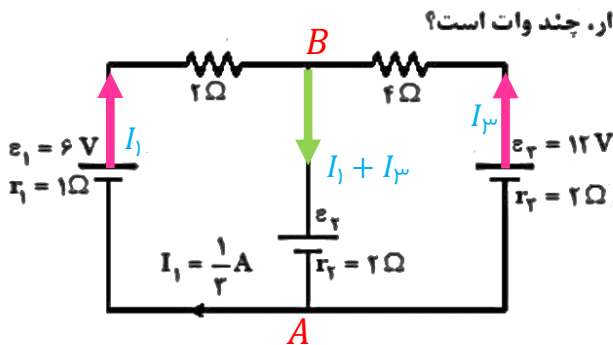 ار، چند وات است؟
B
۲Ω
۴Ω
I۱
I۳
ε۱ = ۶ V
r۱ = ۱Ω
ε۳ = ۱۲ V
r۳ = ۲Ω
I۱ + I۳
ε۲
r۲ = ۲Ω
I۱ = ۱/۲ A
A